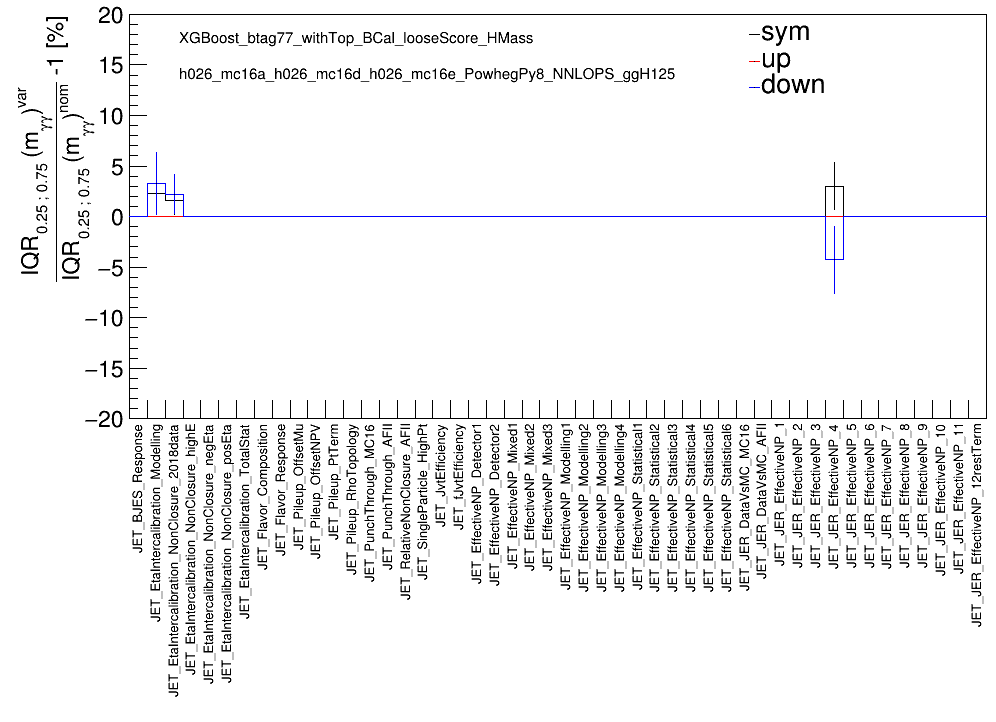 20
15
10
5
0
−5
−10
−15
−20
IQR0.25 ; 0.75 (mγγ)var
IQR0.25 ; 0.75 (mγγ)nom -1 [%]
XGBoost_btag77_withTop_BCal_looseScore_HMass
h026_mc16a_h026_mc16d_h026_mc16e_PowhegPy8_NNLOPS_ggH125
sym
up
down
JET_BJES_Response
JET_EtaIntercalibration_Modelling
JET_EtaIntercalibration_NonClosure_2018data
JET_EtaIntercalibration_NonClosure_highE
JET_EtaIntercalibration_NonClosure_negEta
JET_EtaIntercalibration_NonClosure_posEta
JET_EtaIntercalibration_TotalStat
JET_Flavor_Composition
JET_Flavor_Response
JET_Pileup_OffsetMu
JET_Pileup_OffsetNPV
JET_Pileup_PtTerm
JET_Pileup_RhoTopology
JET_PunchThrough_MC16
JET_PunchThrough_AFII
JET_RelativeNonClosure_AFII
JET_SingleParticle_HighPt
JET_JvtEfficiency
JET_fJvtEfficiency
JET_EffectiveNP_Detector1
JET_EffectiveNP_Detector2
JET_EffectiveNP_Mixed1
JET_EffectiveNP_Mixed2
JET_EffectiveNP_Mixed3
JET_EffectiveNP_Modelling1
JET_EffectiveNP_Modelling2
JET_EffectiveNP_Modelling3
JET_EffectiveNP_Modelling4
JET_EffectiveNP_Statistical1
JET_EffectiveNP_Statistical2
JET_EffectiveNP_Statistical3
JET_EffectiveNP_Statistical4
JET_EffectiveNP_Statistical5
JET_EffectiveNP_Statistical6
JET_JER_DataVsMC_MC16
JET_JER_DataVsMC_AFII
JET_JER_EffectiveNP_1
JET_JER_EffectiveNP_2
JET_JER_EffectiveNP_3
JET_JER_EffectiveNP_4
JET_JER_EffectiveNP_5
JET_JER_EffectiveNP_6
JET_JER_EffectiveNP_7
JET_JER_EffectiveNP_8
JET_JER_EffectiveNP_9
JET_JER_EffectiveNP_10
JET_JER_EffectiveNP_11
JET_JER_EffectiveNP_12restTerm